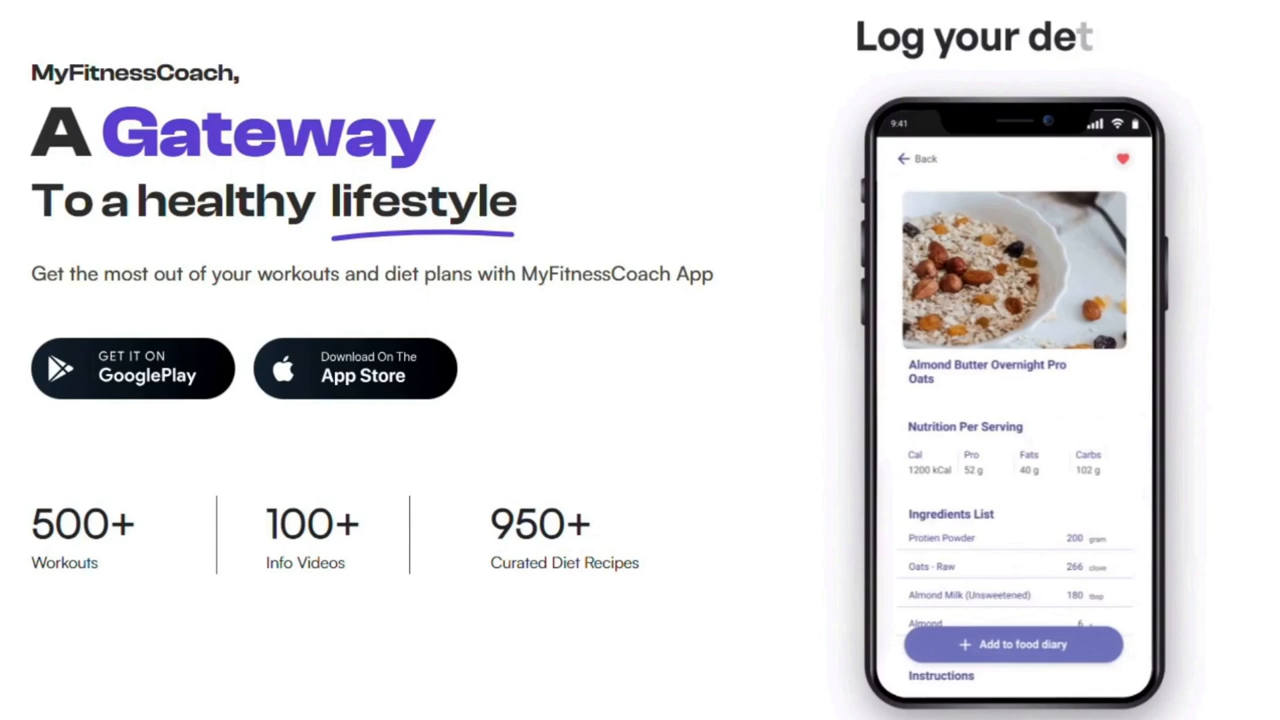 MyFitnessCoach,
A Gateway
To a healthy lifestyle
Get the most out of your workouts and diet plans with MyFitnessCoach App
GET IT ON
GooglePlay
Download On The
App Store
500+
Workouts
100+
Info Videos
950+
Curated Diet Recipes
Log your det
9:41
Back
Almond Butter Overnight Pro
Oats
Nutrition Per Serving
Cal Pro Fats Carbs
1200 kCal 52 g 40 g 102 g
Ingredients List
Protien Powder 200 gram
Oats - Raw 266 clove
Almond Milk (Unsweetened) 180 tbsp
Almond 6
+ Add to food diary
Instructions